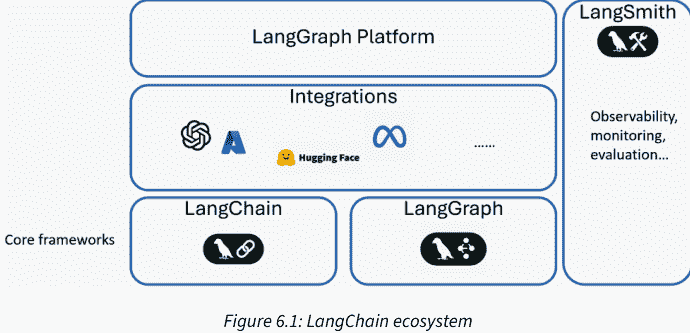 LangGraph Platform
LangSmith
Observability,
monitoring,
evaluation...
Integrations
Hugging Face
......
Core frameworks
LangChain
LangGraph
Figure 6.1: LangChain ecosystem